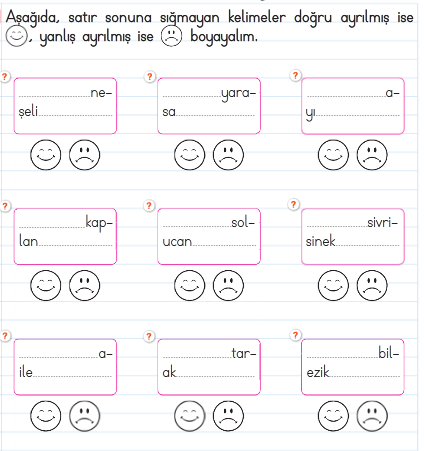 Aşağıda, satır sonuna sığmayan kelimeler doğru ayrılmış ise
, yanlış ayrılmış ise boyayalım.
? ? ?
ne- yara- a-
şeli sa yı
? ? ?
kap- sol- sivri-
lan ucan sinek
? ? ?
a- tar- bil-
ile ak ezik